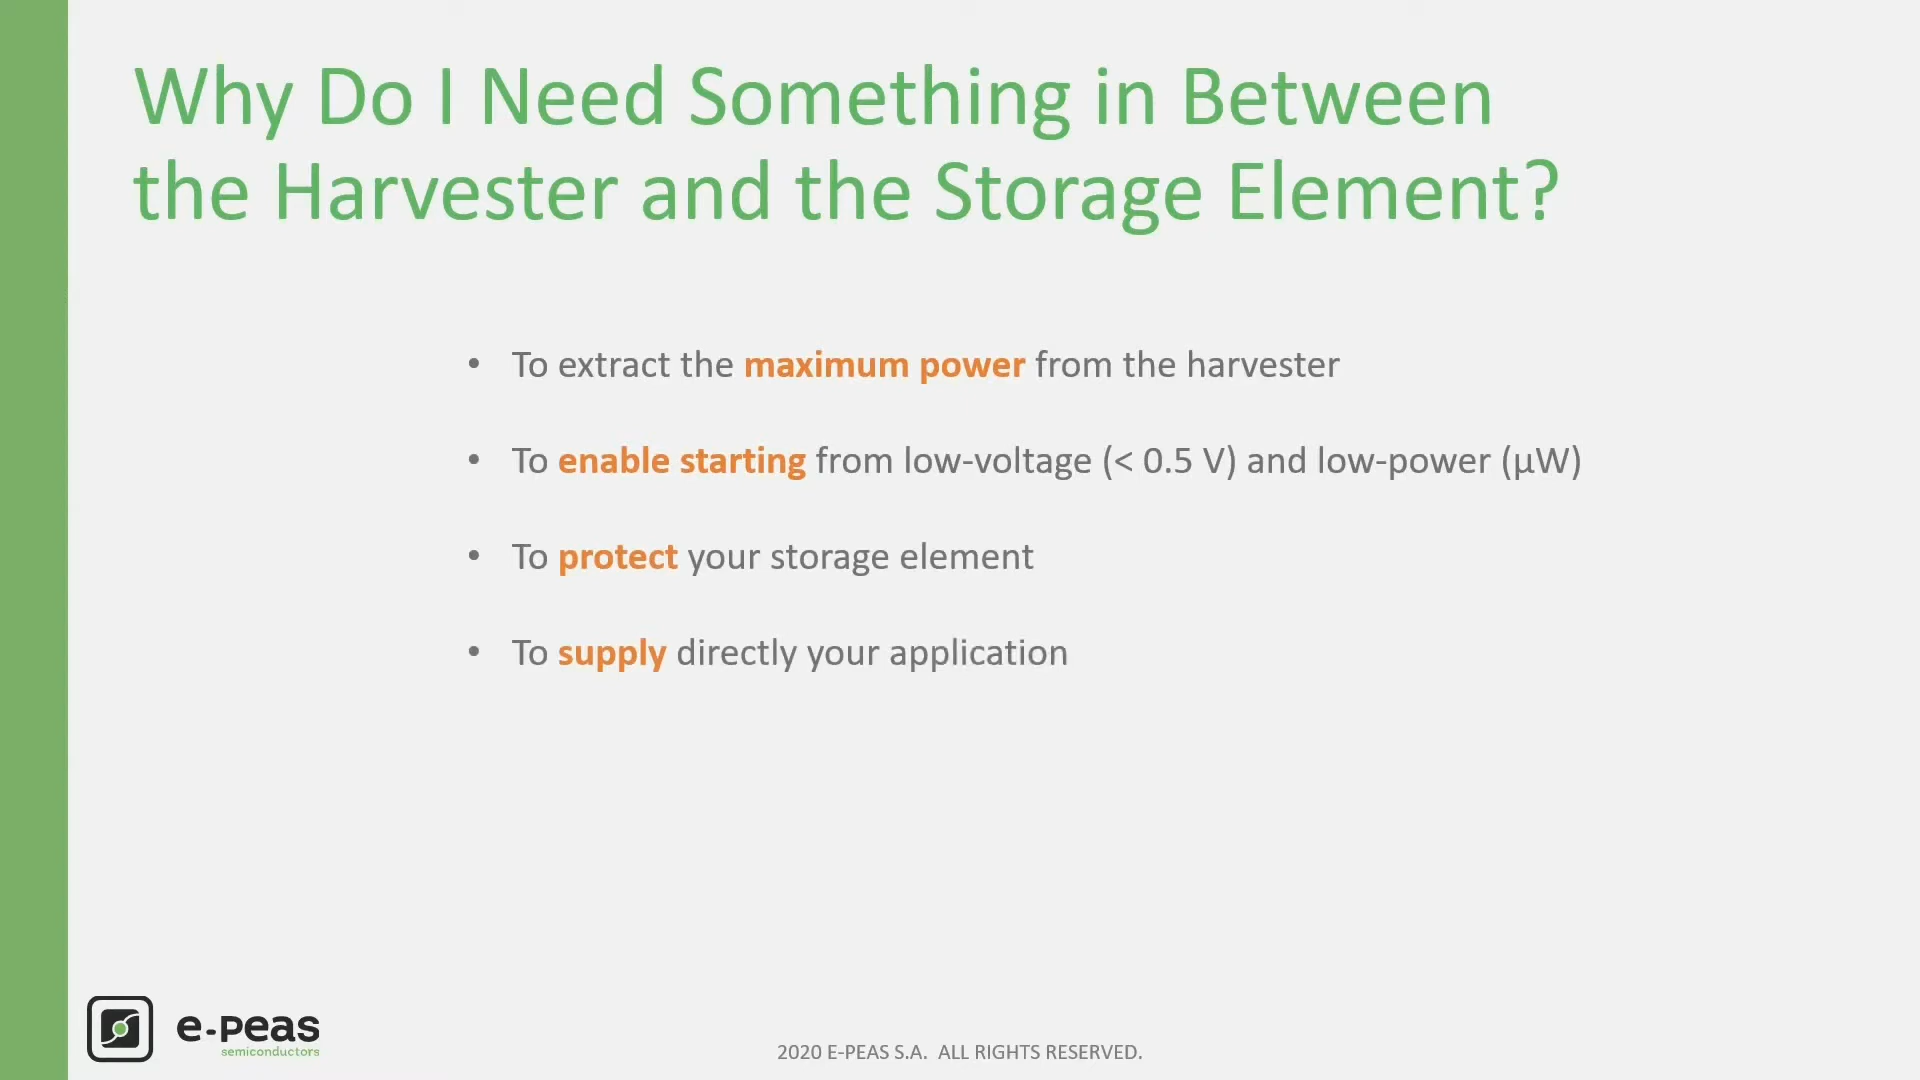 Why Do I Need Something in Between
the Harvester and the Storage Element?
• To extract the maximum power from the harvester
• To enable starting from low-voltage (< 0.5 V) and low-power (µW)
• To protect your storage element
• To supply directly your application
e-peas
semiconductors
2020 E-PEAS S.A. ALL RIGHTS RESERVED.